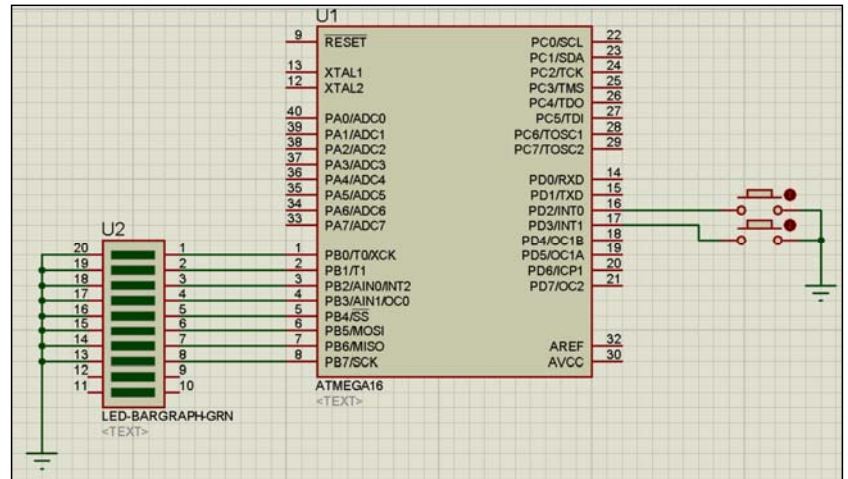 U1
9 RESET
13 XTAL1
12 XTAL2
40 PA0/ADC0
39 PA1/ADC1
38 PA2/ADC2
37 PA3/ADC3
36 PA4/ADC4
35 PA5/ADC5
34 PA6/ADC6
33 PA7/ADC7
1 PB0/T0/XCK
2 PB1/T1
3 PB2/AIN0/INT2
4 PB3/AIN1/OC0
5 PB4/SS
6 PB5/MOSI
7 PB6/MISO
8 PB7/SCK
PC0/SCL 22
PC1/SDA 23
PC2/TCK 24
PC3/TMS 25
PC4/TDO 26
PC5/TDI 27
PC6/TOSC1 28
PC7/TOSC2 29
PD0/RXD 14
PD1/TXD 15
PD2/INT0 16
PD3/INT1 17
PD4/OC1B 18
PD5/OC1A 19
PD6/ICP1 20
PD7/OC2 21
AREF 32
AVCC 30
ATMEGA16
<TEXT>
U2
20 1
19 2
18 3
17 4
16 5
15 6
14 7
13 8
12 9
11 10
LED-BARGRAPH-GRN
<TEXT>